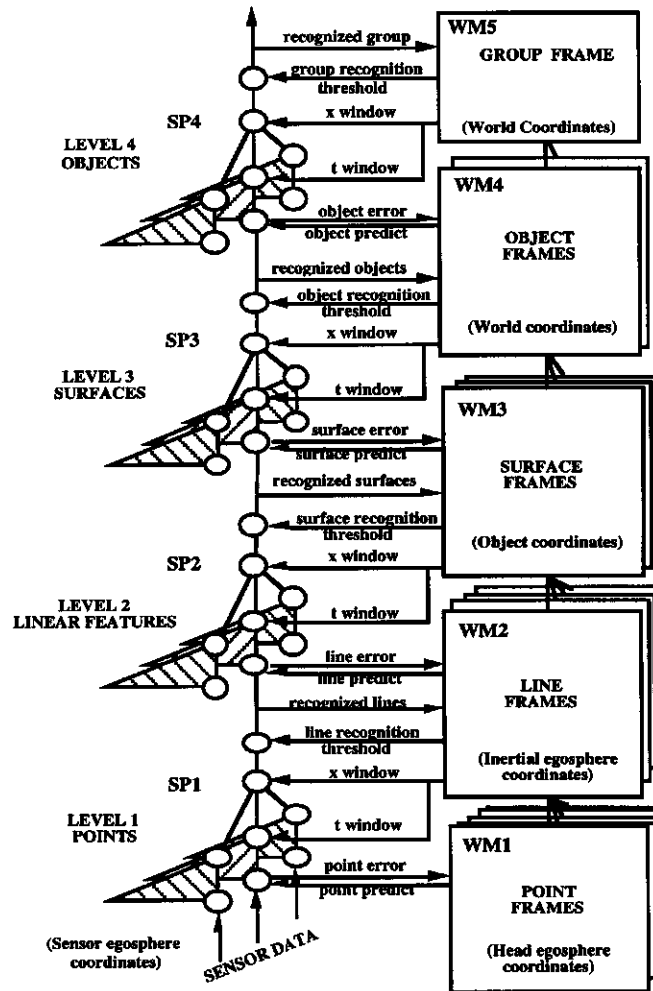 recognized group
WM5
GROUP FRAME
group recognition
threshold
SP4
x window
(World Coordinates)
LEVEL 4
OBJECTS
t window
WM4
object error
object predict
OBJECT
FRAMES
recognized objects
object recognition
threshold
(World coordinates)
SP3
x window
LEVEL 3
SURFACES
t window
WM3
surface error
surface predict
SURFACE
FRAMES
recognized surfaces
surface recognition
threshold
(Object coordinates)
SP2
x window
LEVEL 2
LINEAR FEATURES
t window
WM2
line error
line predict
LINE
FRAMES
recognized lines
line recognition
threshold
(Inertial egosphere
coordinates)
SP1
x window
LEVEL 1
POINTS
t window
WM1
point error
point predict
POINT
FRAMES
(Sensor egosphere
coordinates)
SENSOR DATA
(Head egosphere
coordinates)